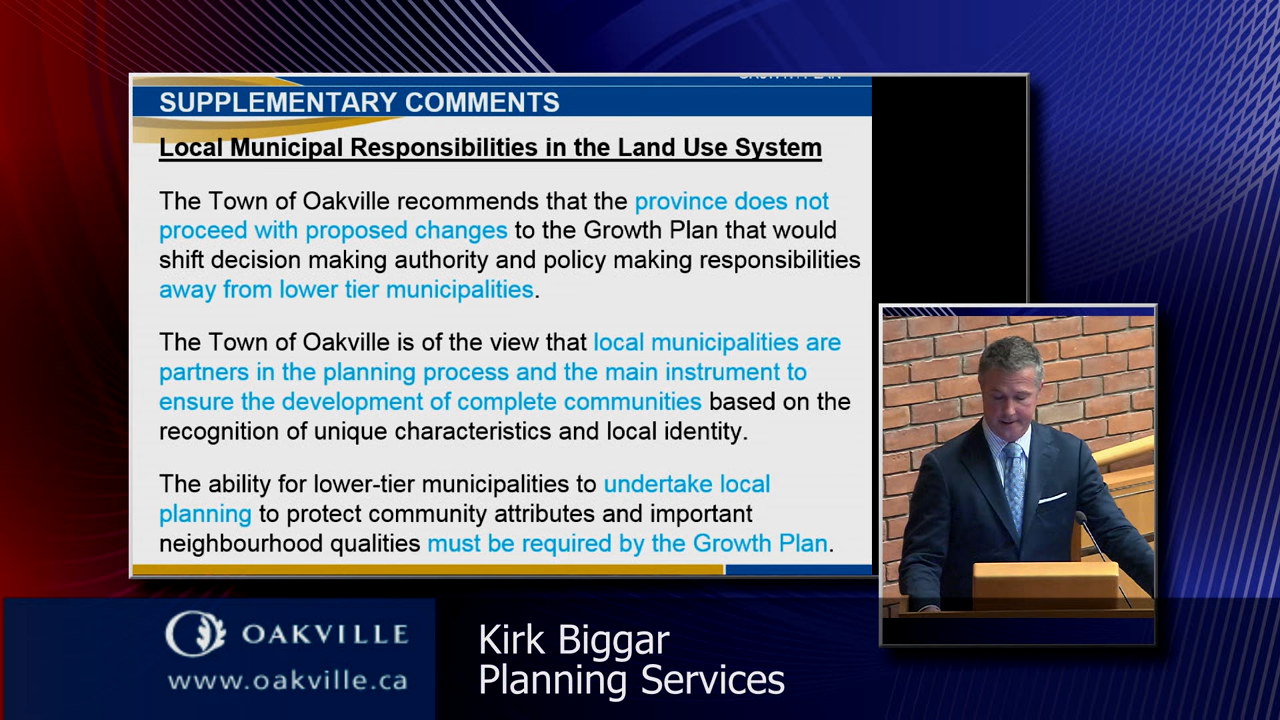 SUPPLEMENTARY COMMENTS
Local Municipal Responsibilities in the Land Use System
The Town of Oakville recommends that the province does not
proceed with proposed changes to the Growth Plan that would
shift decision making authority and policy making responsibilities
away from lower tier municipalities.
The Town of Oakville is of the view that local municipalities are
partners in the planning process and the main instrument to
ensure the development of complete communities based on the
recognition of unique characteristics and local identity.
The ability for lower-tier municipalities to undertake local
planning to protect community attributes and important
neighbourhood qualities must be required by the Growth Plan.
OAKVILLE
www.oakville.ca
Kirk Biggar
Planning Services